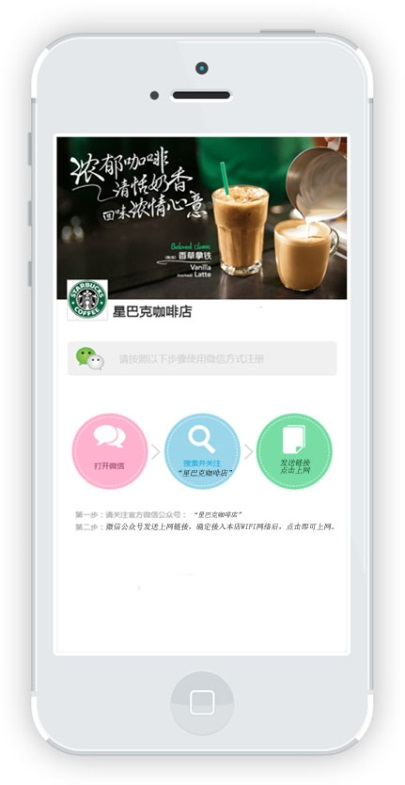 浓郁咖啡
清恬奶香
回味浓情心意
Beloved classic
香草拿铁
Vanilla
Latte
STARBUCKS
COFFEE
星巴克咖啡店
请按照以下步骤使用微信方式注册
打开微信
搜索并关注
“星巴克咖啡店”
发送链接
点击上网
第一步：请关注官方微信公众号： “星巴克咖啡店”
第二步：微信公众号发送上网链接，确定接入本店WIFI网络后，点击即可上网。